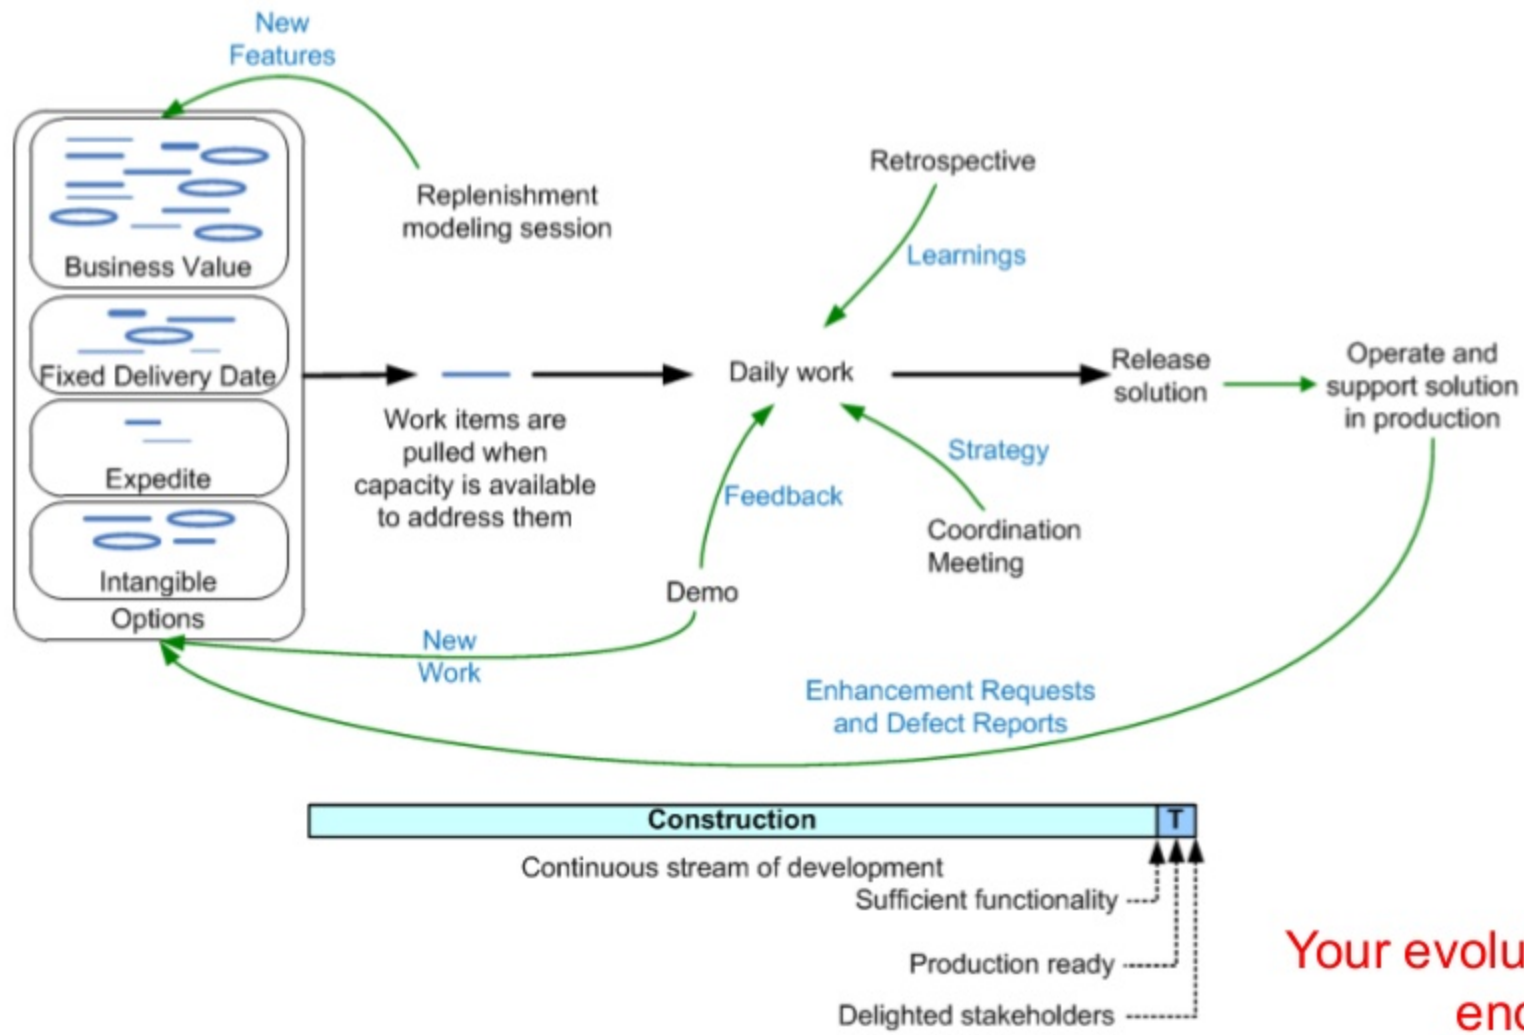 New
Features
Replenishment
modeling session
Business Value
Fixed Delivery Date
Expedite
Intangible
Options
Work items are
pulled when
capacity is available
to address them
Retrospective
Learnings
Daily work
Release
solution
Operate and
support solution
in production
Strategy
Feedback
Coordination
Meeting
Demo
New
Work
Enhancement Requests
and Defect Reports
Construction
T
Continuous stream of development
Sufficient functionality
Production ready
Delighted stakeholders
Your